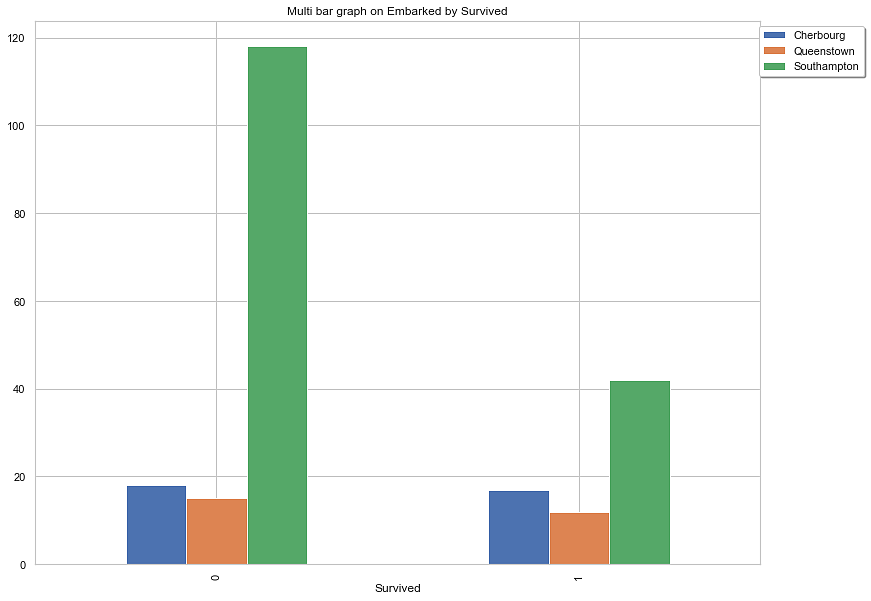 Multi bar graph on Embarked by Survived
Cherbourg
Queenstown
Southampton
120
100
80
60
40
20
0
0
1
Survived